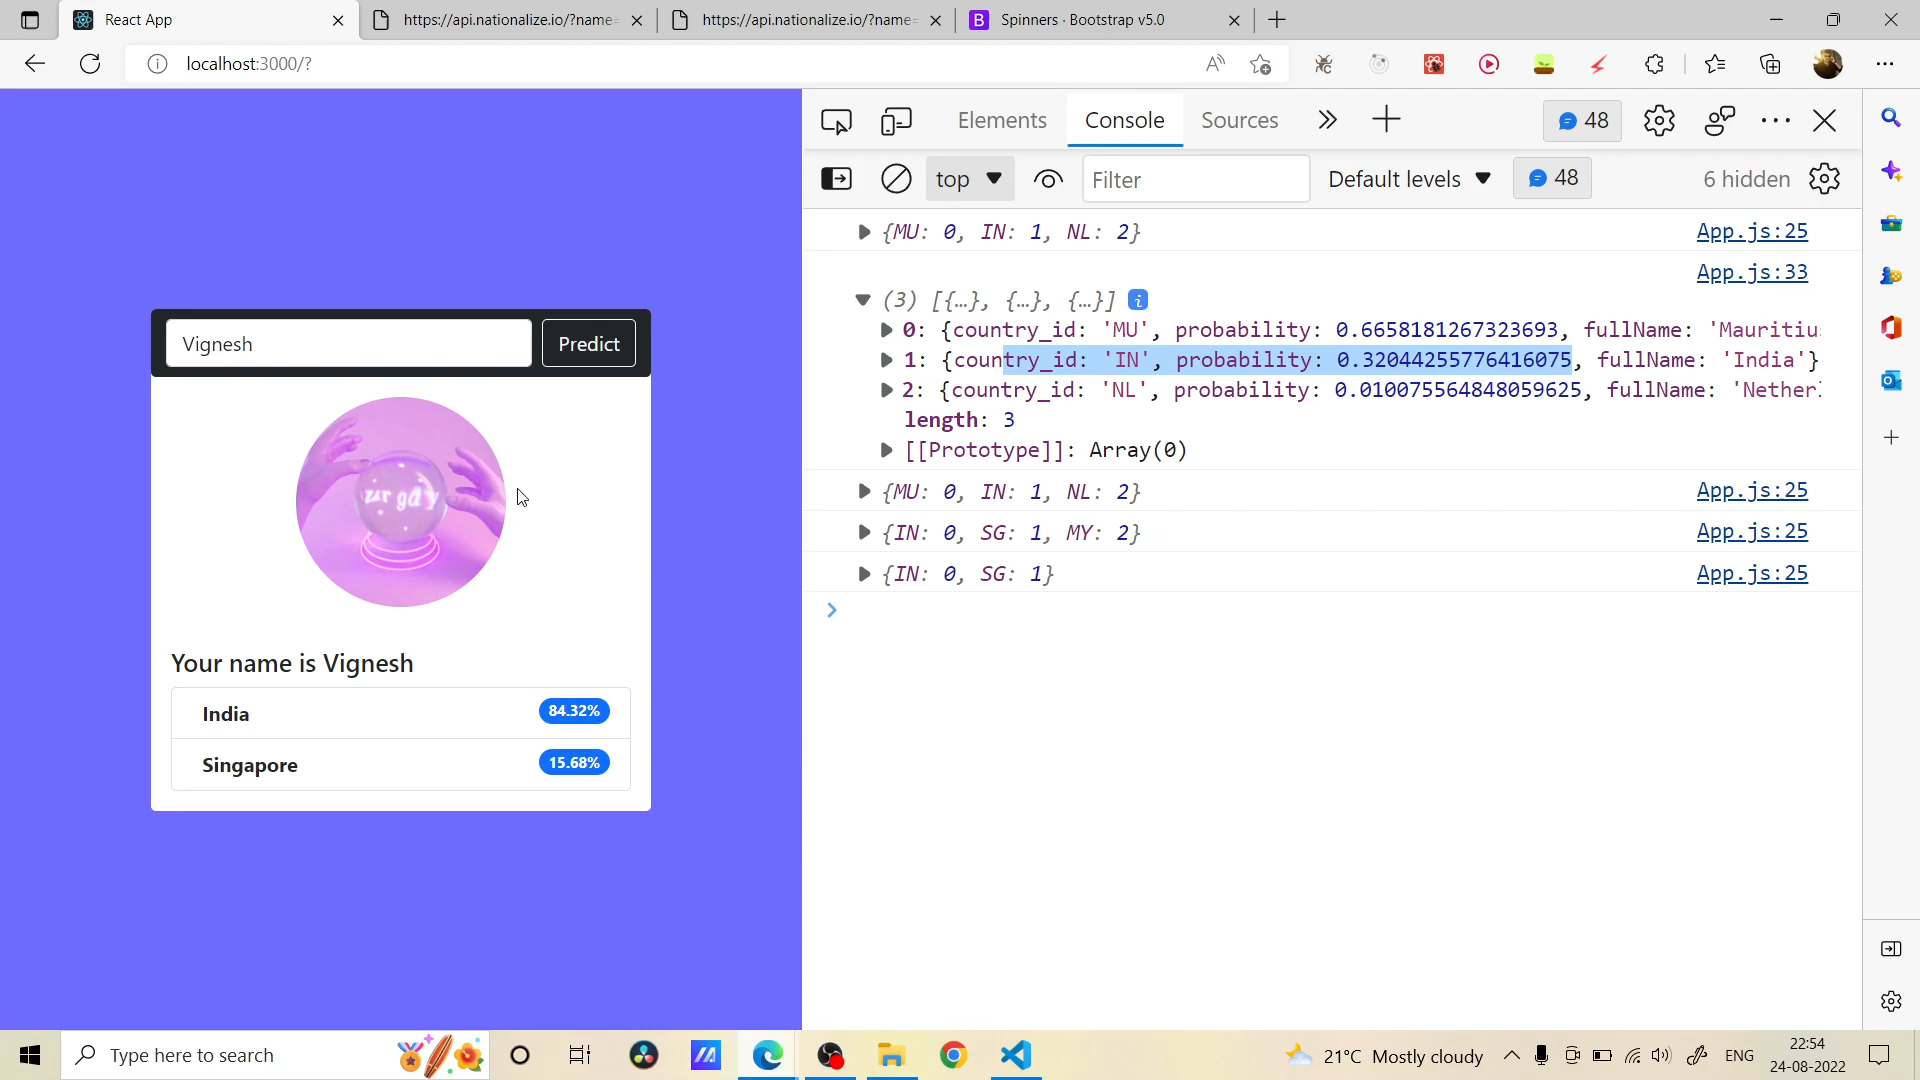 React App
https://api.nationalize.io/?name=
https://api.nationalize.io/?name=
Spinners · Bootstrap v5.0
localhost:3000/?
Vignesh
Predict
ur gay
Your name is Vignesh
India
84.32%
Singapore
15.68%
Elements
Console
Sources
48
top
Filter
Default levels
48
6 hidden
{MU: 0, IN: 1, NL: 2}
App.js:25
App.js:33
(3) [{…}, {…}, {…}]
0: {country_id: 'MU', probability: 0.6658181267323693, fullName: 'Mauritiu
1: {country_id: 'IN', probability: 0.32044255776416075, fullName: 'India'}
2: {country_id: 'NL', probability: 0.010075564848059625, fullName: 'Nether
length: 3
[[Prototype]]: Array(0)
{MU: 0, IN: 1, NL: 2}
App.js:25
{IN: 0, SG: 1, MY: 2}
App.js:25
{IN: 0, SG: 1}
App.js:25
Type here to search
21°C Mostly cloudy
ENG
22:54
24-08-2022